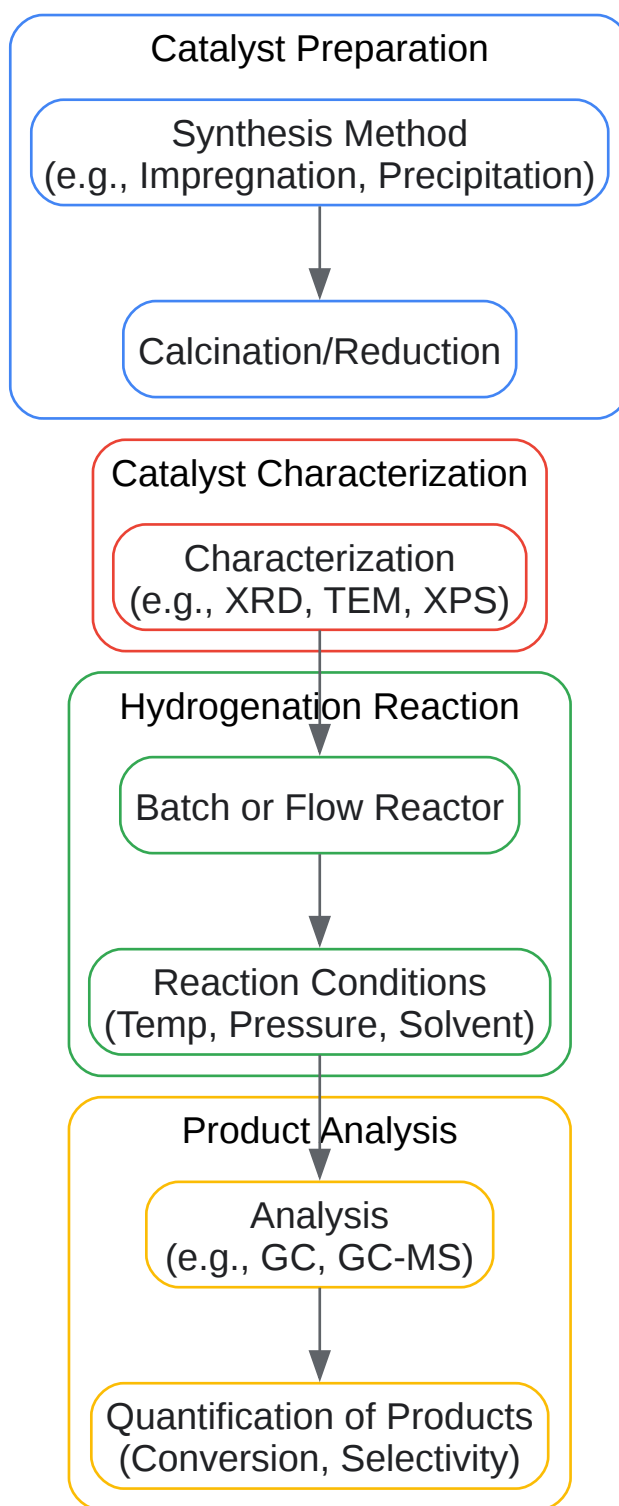 Catalyst Preparation
Synthesis Method
(e.g., Impregnation, Precipitation)
Calcination/Reduction
Catalyst Characterization
Characterization
(e.g., XRD, TEM, XPS)
Hydrogenation Reaction
Batch or Flow Reactor
Reaction Conditions
(Temp, Pressure, Solvent)
Product Analysis
Analysis
(e.g., GC, GC-MS)
Quantification of Products
(Conversion, Selectivity)